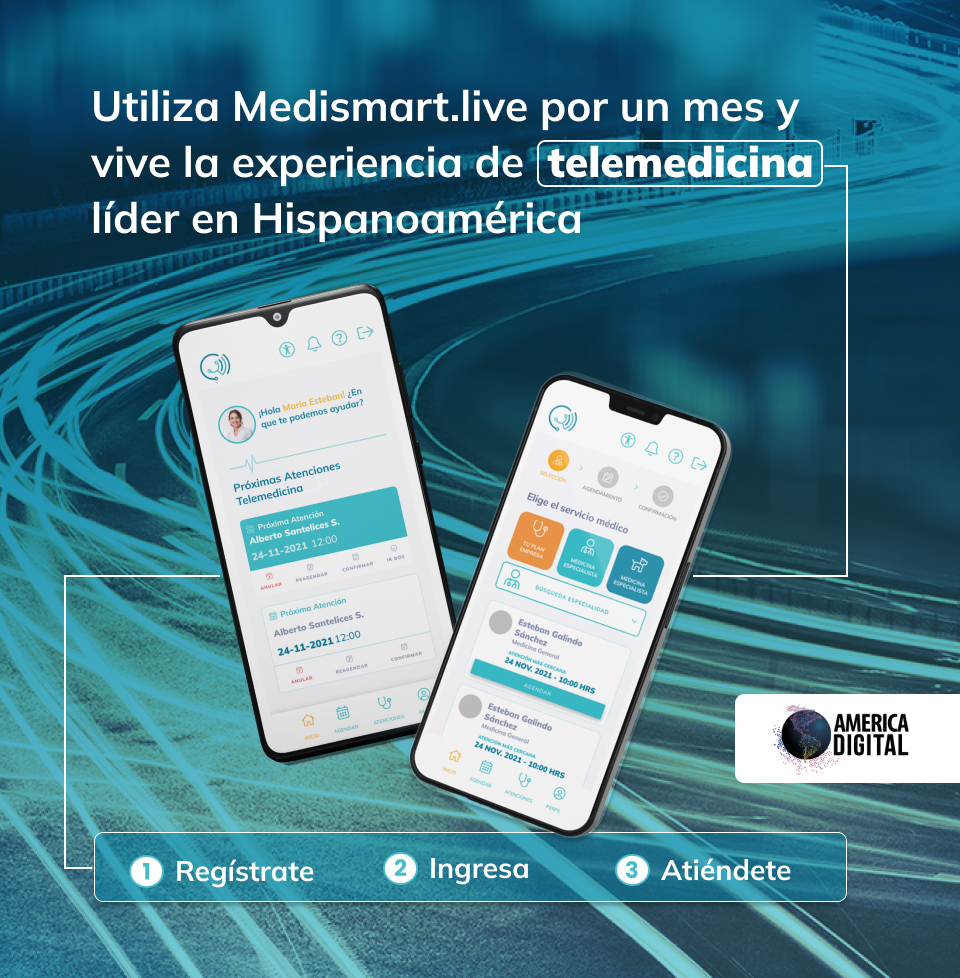 Utiliza Medismart.live por un mes y
vive la experiencia de telemedicina
líder en Hispanoamérica
¡Hola Mario Esteban! ¿En
que te podemos ayudar?
Próximas Atenciones
Telemedicina
Próxima Atención
Alberto Santelices S.
24-11-2021 12:00
ANULAR
REAGENDAR
CONFIRMAR
IR BOX
Próxima Atención
Alberto Santelices S.
24-11-2021 12:00
ANULAR
REAGENDAR
CONFIRMAR
INICIO
AGENDAR
ATENCIONES
SELECCIÓN
AGENDAMIENTO
CONFIRMACIÓN
Elige el servicio médico
TU PLAN
EMPRESA
MEDICINA
ESPECIALISTA
MEDICINA
ESPECIALISTA
BÚSQUEDA ESPECIALIDAD
Esteban Galindo
Sánchez
Medicina General
ATENCIÓN MÁS CERCANA
24 NOV. 2021 - 10:00 HRS
AGENDAR
Esteban Galindo
Sánchez
Medicina General
ATENCIÓN MÁS CERCANA
24 NOV. 2021 - 10:00 HRS
INICIO
AGENDAR
ATENCIONES
PERFIL
AMERICA
DIGITAL
1 Regístrate
2 Ingresa
3 Atiéndete